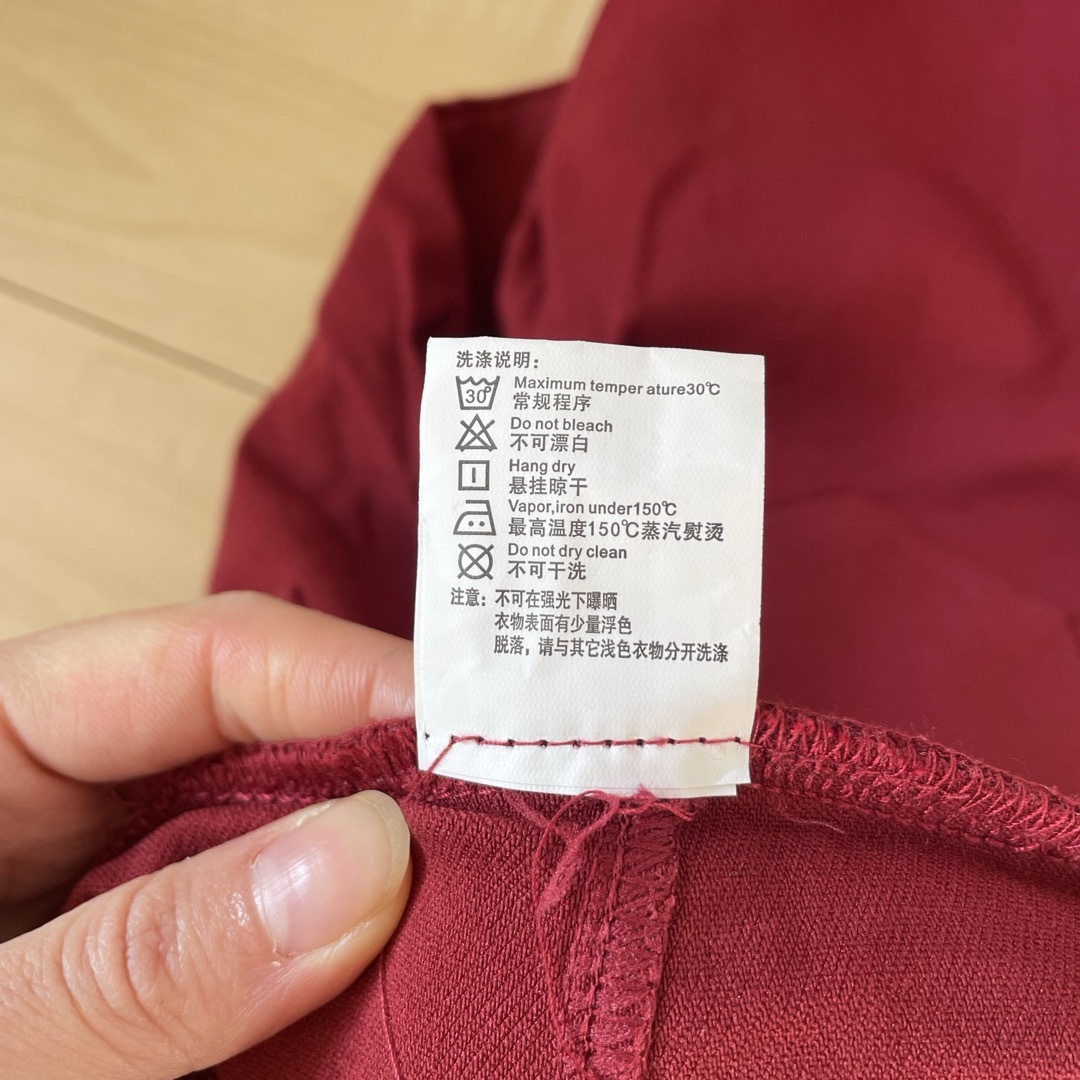 洗涤说明:
30°
Maximum temper ature30℃
常规程序
Do not bleach
不可漂白
Hang dry
悬挂晾干
Vapor,iron under150℃
最高温度150℃蒸汽熨烫
Do not dry clean
不可干洗
注意: 不可在强光下曝晒
衣物表面有少量浮色
脱落，请与其它浅色衣物分开洗涤